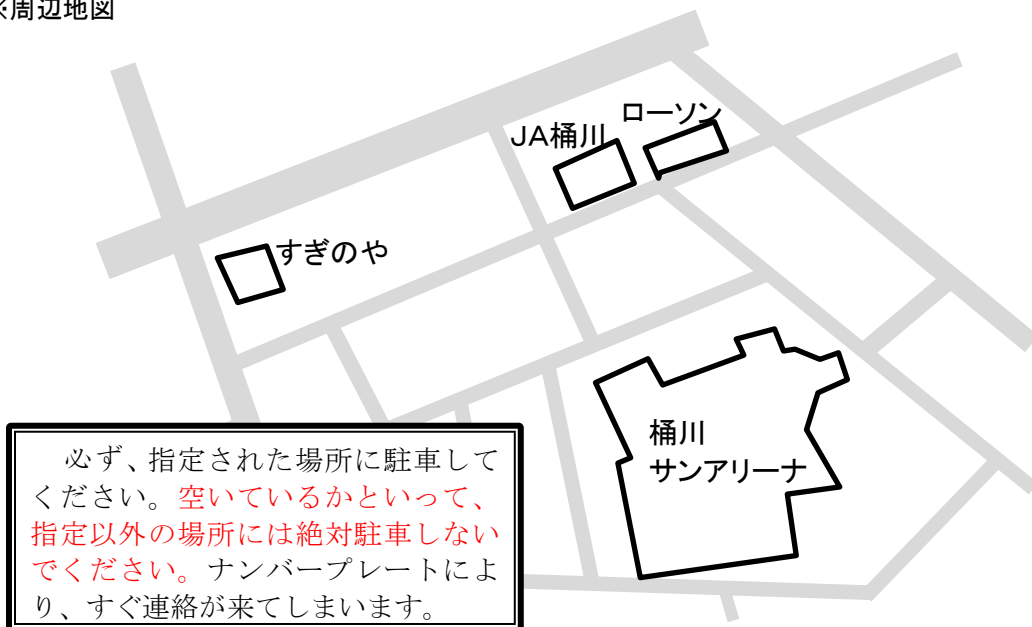 ※周辺地図
ローソン
JA桶川
すぎのや
桶川
サンアリーナ
必ず、指定された場所に駐車して
ください。空いているかといって、
指定以外の場所には絶対駐車しない
でください。ナンバープレートによ
り、すぐ連絡が来てしまいます。